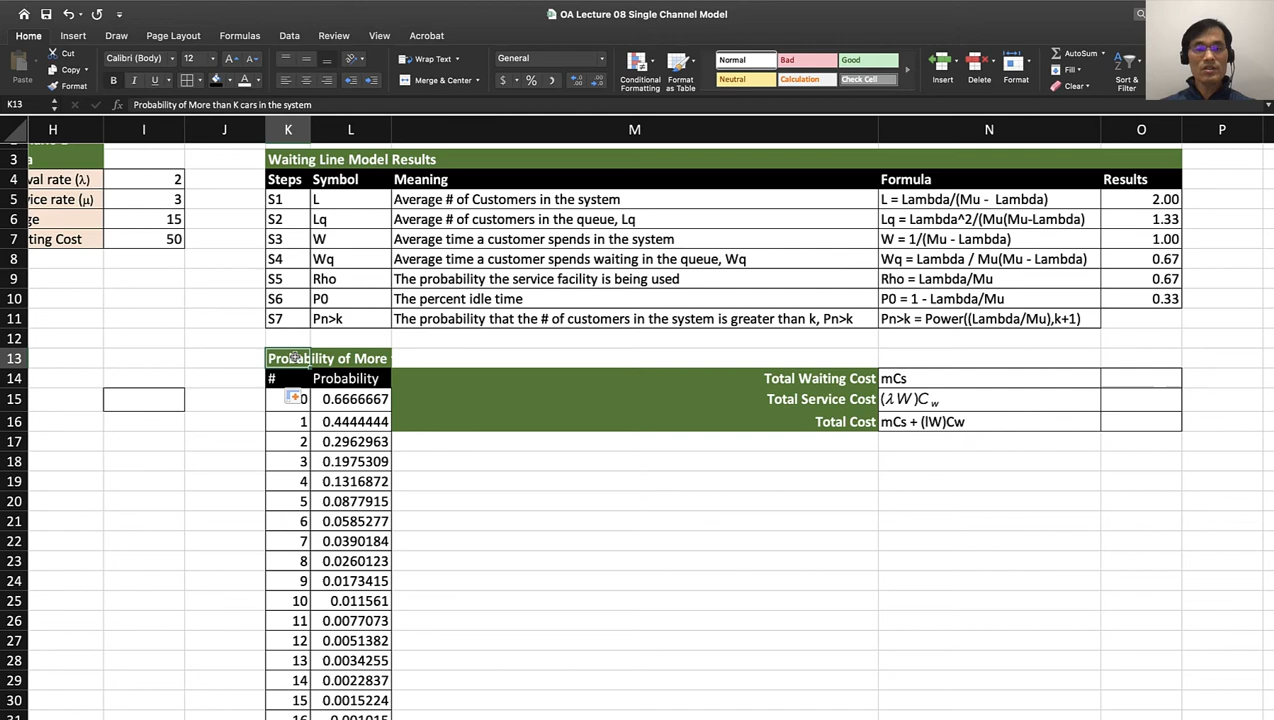 OA Lecture 08 Single Channel Model
Home Insert Draw Page Layout Formulas Data Review View Acrobat
Paste Cut Copy Format Calibri (Body) 12 Wrap Text Merge & Center General Conditional Formatting Format as Table Normal Bad Good Neutral Calculation Check Cell Insert Delete Format AutoSum Fill Clear Sort & Filter
K13 fx Probability of More than K cars in the system
H I J K L M N O P
3 a Waiting Line Model Results
4 val rate (λ) 2 Steps Symbol Meaning Formula Results
5 vice rate (μ) 3 S1 L Average # of Customers in the system L = Lambda/(Mu - Lambda) 2.00
6 ge 15 S2 Lq Average # of customers in the queue, Lq Lq = Lambda^2/(Mu(Mu-Lambda) 1.33
7 ting Cost 50 S3 W Average time a customer spends in the system W = 1/(Mu - Lambda) 1.00
8 S4 Wq Average time a customer spends waiting in the queue, Wq Wq = Lambda / Mu(Mu - Lambda) 0.67
9 S5 Rho The probability the service facility is being used Rho = Lambda/Mu 0.67
10 S6 P0 The percent idle time P0 = 1 - Lambda/Mu 0.33
11 S7 Pn>k The probability that the # of customers in the system is greater than k, Pn>k Pn>k = Power((Lambda/Mu),k+1)
12
13 Probability of More
14 # Probability Total Waiting Cost mCs
15 0 0.6666667 Total Service Cost (λW)Cw
16 1 0.4444444 Total Cost mCs + (lW)Cw
17 2 0.2962963
18 3 0.1975309
19 4 0.1316872
20 5 0.0877915
21 6 0.0585277
22 7 0.0390184
23 8 0.0260123
24 9 0.0173415
25 10 0.011561
26 11 0.0077073
27 12 0.0051382
28 13 0.0034255
29 14 0.0022837
30 15 0.0015224
31 16 0.001015